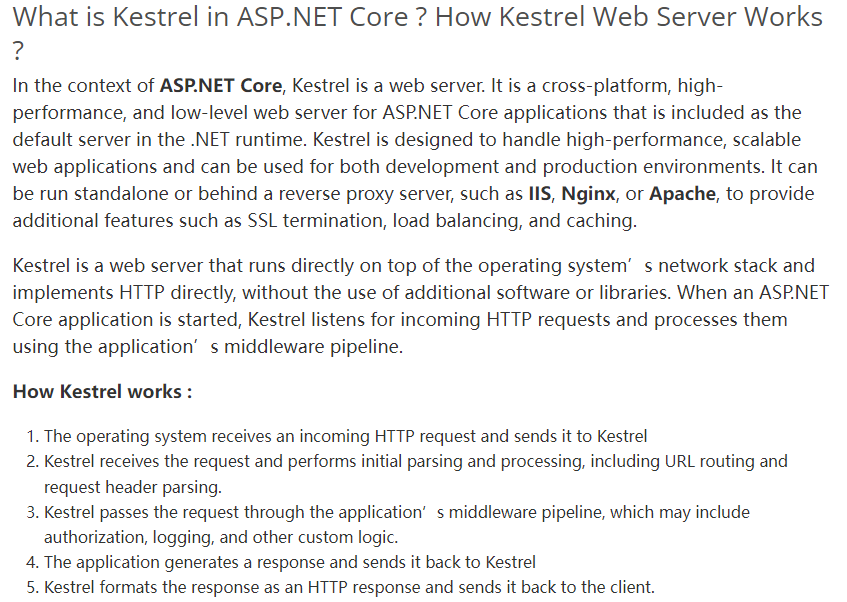 What is Kestrel in ASP.NET Core ? How Kestrel Web Server Works
?
In the context of ASP.NET Core, Kestrel is a web server. It is a cross-platform, high-
performance, and low-level web server for ASP.NET Core applications that is included as the
default server in the .NET runtime. Kestrel is designed to handle high-performance, scalable
web applications and can be used for both development and production environments. It can
be run standalone or behind a reverse proxy server, such as IIS, Nginx, or Apache, to provide
additional features such as SSL termination, load balancing, and caching.
Kestrel is a web server that runs directly on top of the operating system’s network stack and
implements HTTP directly, without the use of additional software or libraries. When an ASP.NET
Core application is started, Kestrel listens for incoming HTTP requests and processes them
using the application’s middleware pipeline.
How Kestrel works :
1. The operating system receives an incoming HTTP request and sends it to Kestrel
2. Kestrel receives the request and performs initial parsing and processing, including URL routing and
request header parsing.
3. Kestrel passes the request through the application’s middleware pipeline, which may include
authorization, logging, and other custom logic.
4. The application generates a response and sends it back to Kestrel
5. Kestrel formats the response as an HTTP response and sends it back to the client.